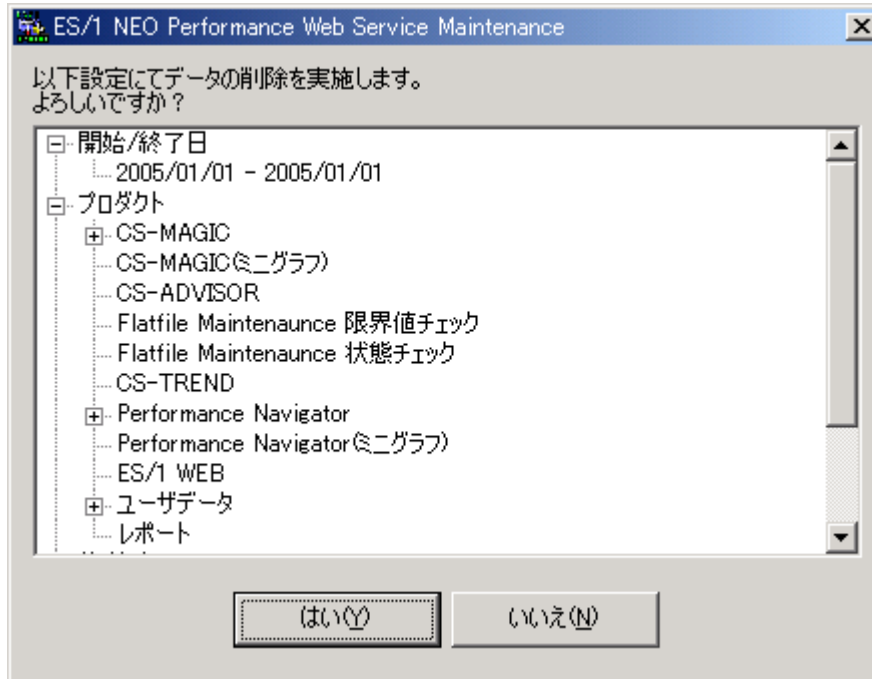 ES/1 NEO Performance Web Service Maintenance
以下設定にてデータの削除を実施します。
よろしいですか？
開始/終了日
2005/01/01 - 2005/01/01
プロダクト
CS-MAGIC
CS-MAGIC(ミニグラフ)
CS-ADVISOR
Flatfile Maintenaunce 限界値チェック
Flatfile Maintenaunce 状態チェック
CS-TREND
Performance Navigator
Performance Navigator(ミニグラフ)
ES/1 WEB
ユーザデータ
レポート
はい(Y)
いいえ(N)